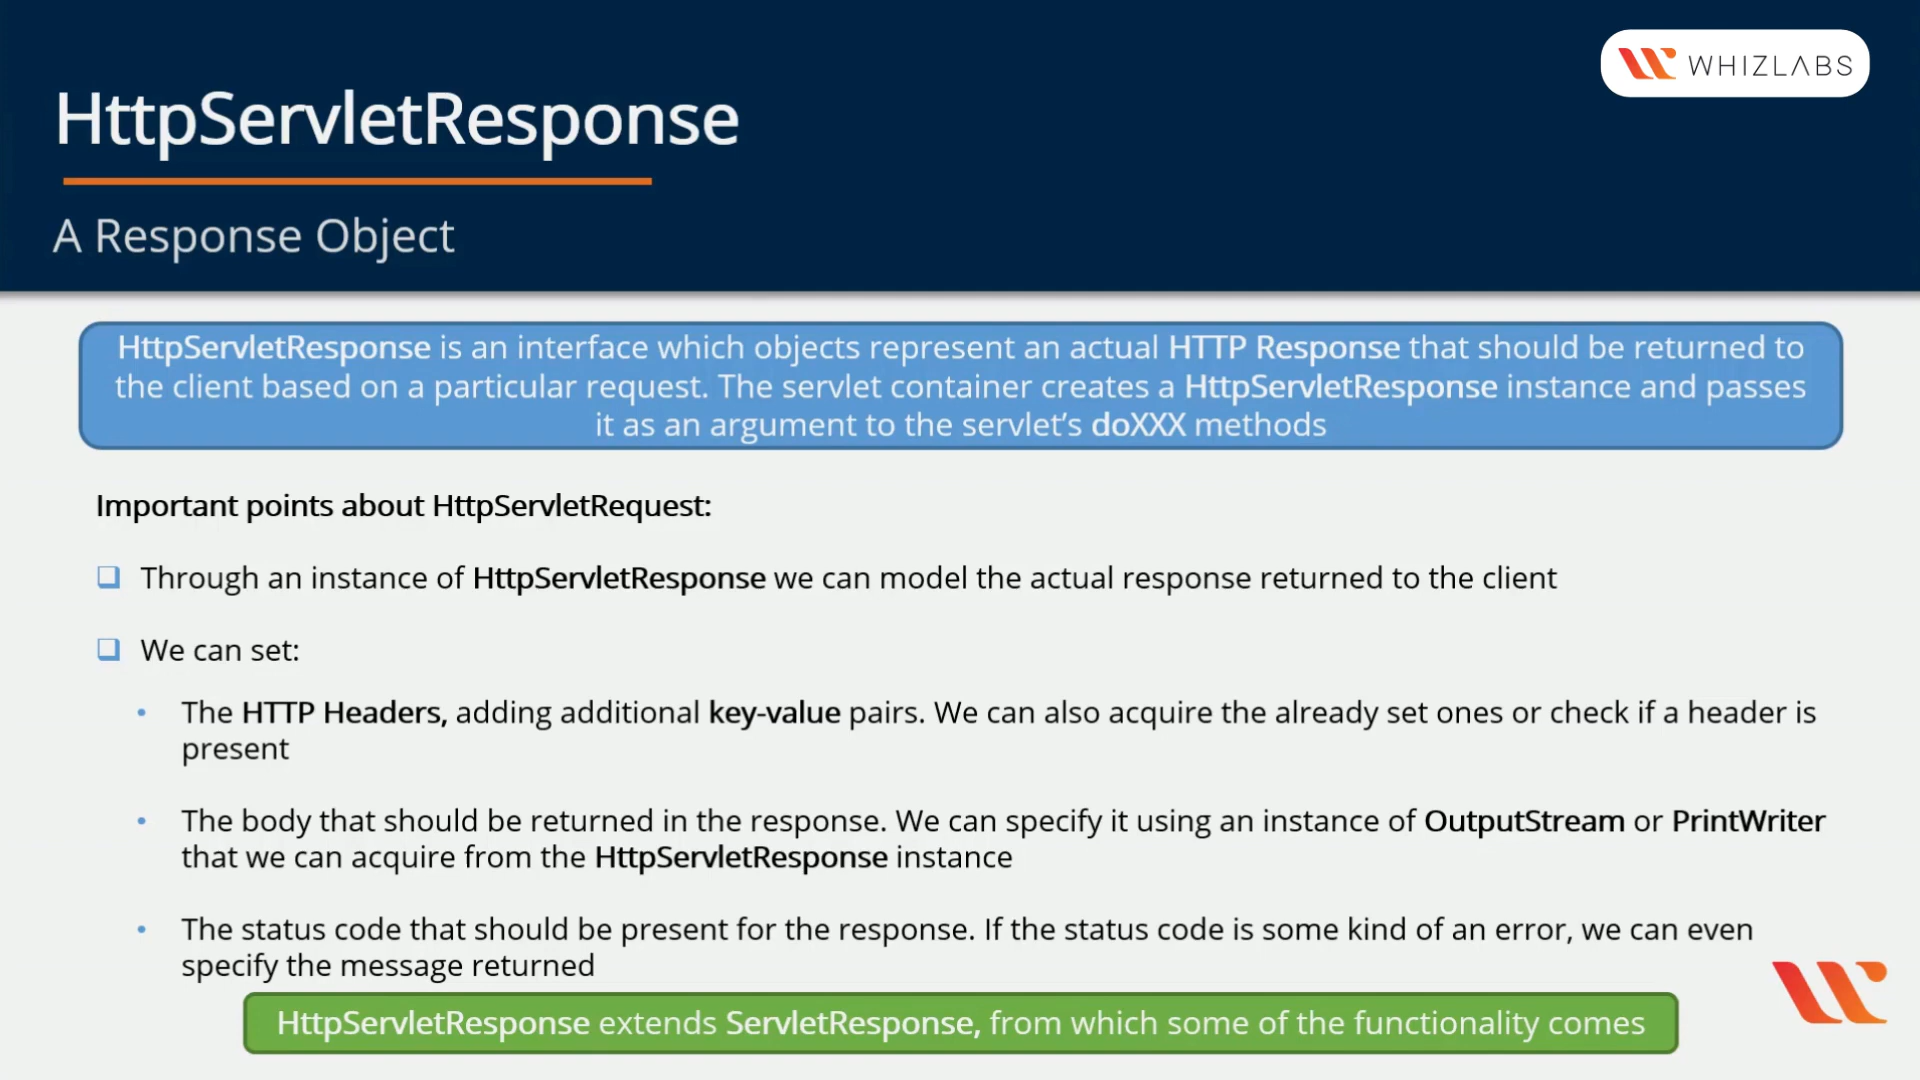 WHIZLABS
HttpServletResponse
A Response Object
HttpServletResponse is an interface which objects represent an actual HTTP Response that should be returned to
the client based on a particular request. The servlet container creates a HttpServletResponse instance and passes
it as an argument to the servlet’s doXXX methods
Important points about HttpServletRequest:
❑ Through an instance of HttpServletResponse we can model the actual response returned to the client
❑ We can set:
• The HTTP Headers, adding additional key-value pairs. We can also acquire the already set ones or check if a header is
present
• The body that should be returned in the response. We can specify it using an instance of OutputStream or PrintWriter
that we can acquire from the HttpServletResponse instance
• The status code that should be present for the response. If the status code is some kind of an error, we can even
specify the message returned
HttpServletResponse extends ServletResponse, from which some of the functionality comes